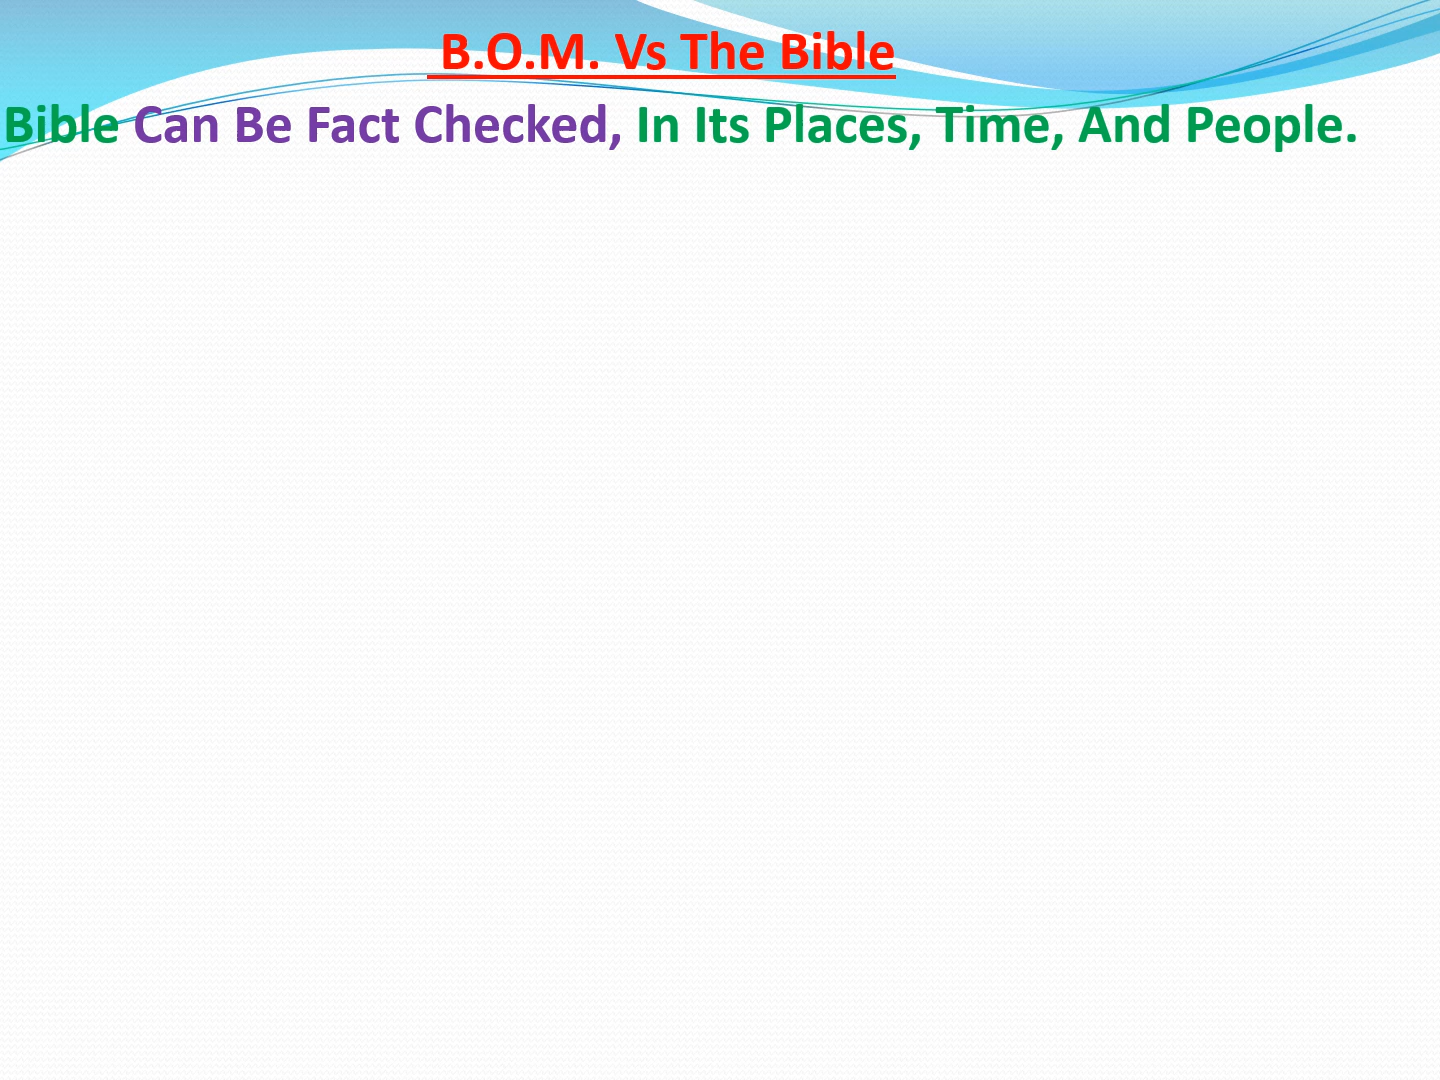 B.O.M. Vs The Bible
Bible Can Be Fact Checked, In Its Places, Time, And People.